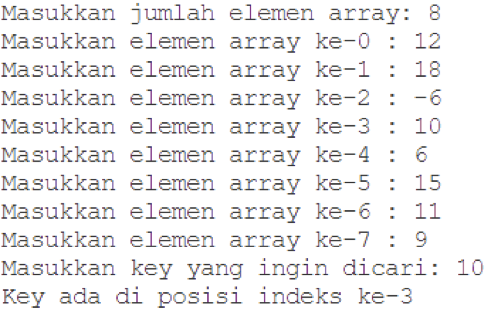 Masukkan jumlah elemen array: 8
Masukkan elemen array ke-0 : 12
Masukkan elemen array ke-1 : 18
Masukkan elemen array ke-2 : -6
Masukkan elemen array ke-3 : 10
Masukkan elemen array ke-4 : 6
Masukkan elemen array ke-5 : 15
Masukkan elemen array ke-6 : 11
Masukkan elemen array ke-7 : 9
Masukkan key yang ingin dicari: 10
Key ada di posisi indeks ke-3